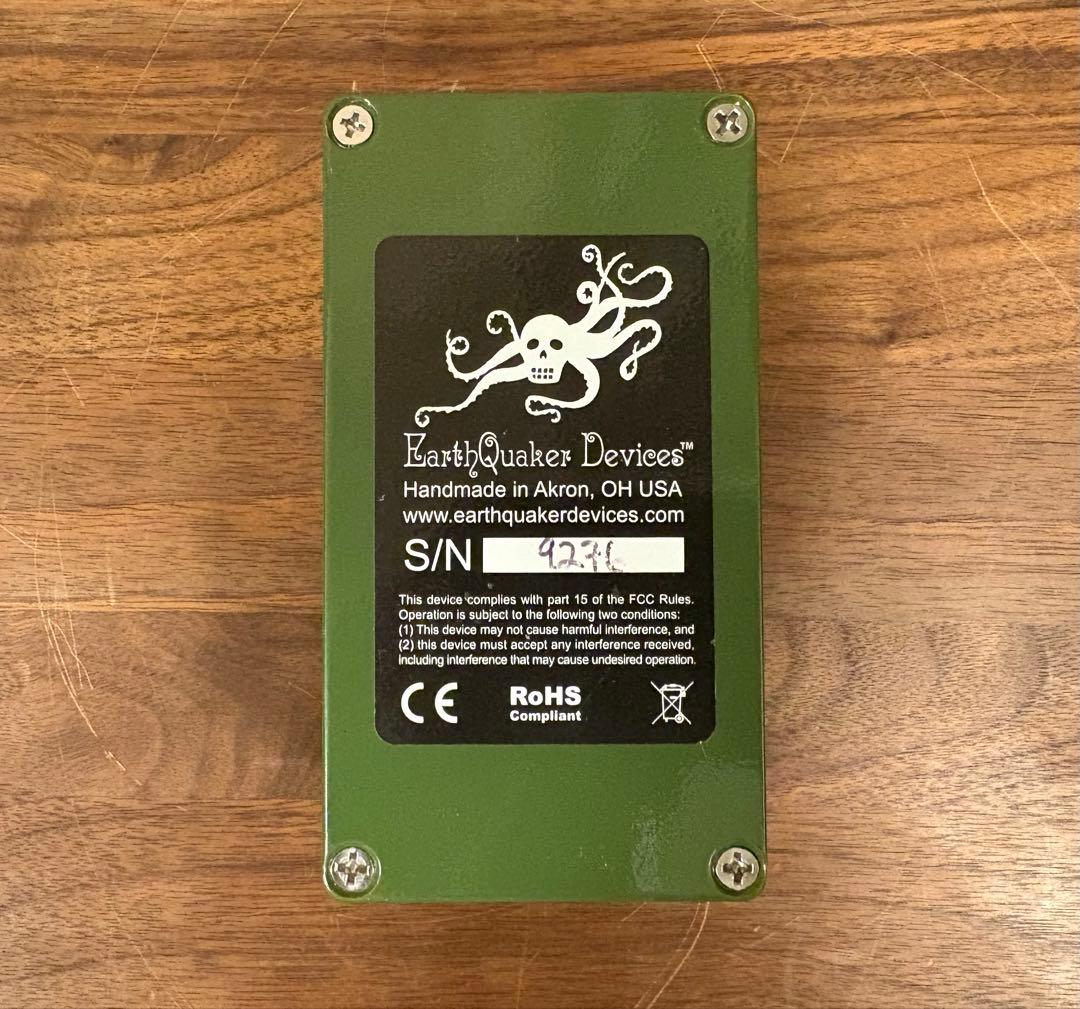 EarthQuaker Devices™
Handmade in Akron, OH USA
www.earthquakerdevices.com
S/N 9276
This device complies with part 15 of the FCC Rules.
Operation is subject to the following two conditions:
(1) This device may not cause harmful interference, and
(2) this device must accept any interference received,
including interference that may cause undesired operation.
CE RoHS
Compliant